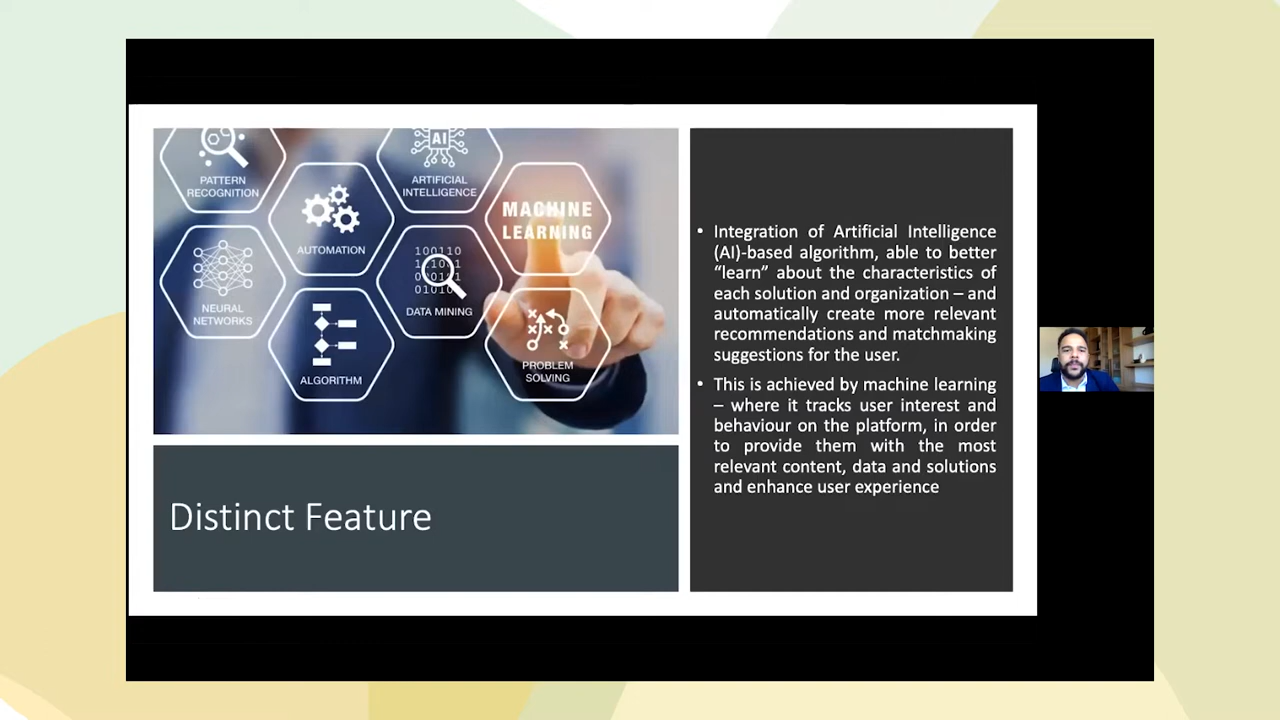 PATTERN
RECOGNITION
AI
ARTIFICIAL
INTELLIGENCE
MACHINE
LEARNING
AUTOMATION
100110
NEURAL
NETWORKS
DATA MINING
ALGORITHM
PROBLEM
SOLVING
Distinct Feature
• Integration of Artificial Intelligence
(AI)-based algorithm, able to better
“learn” about the characteristics of
each solution and organization – and
automatically create more relevant
recommendations and matchmaking
suggestions for the user.
• This is achieved by machine learning
– where it tracks user interest and
behaviour on the platform, in order
to provide them with the most
relevant content, data and solutions
and enhance user experience